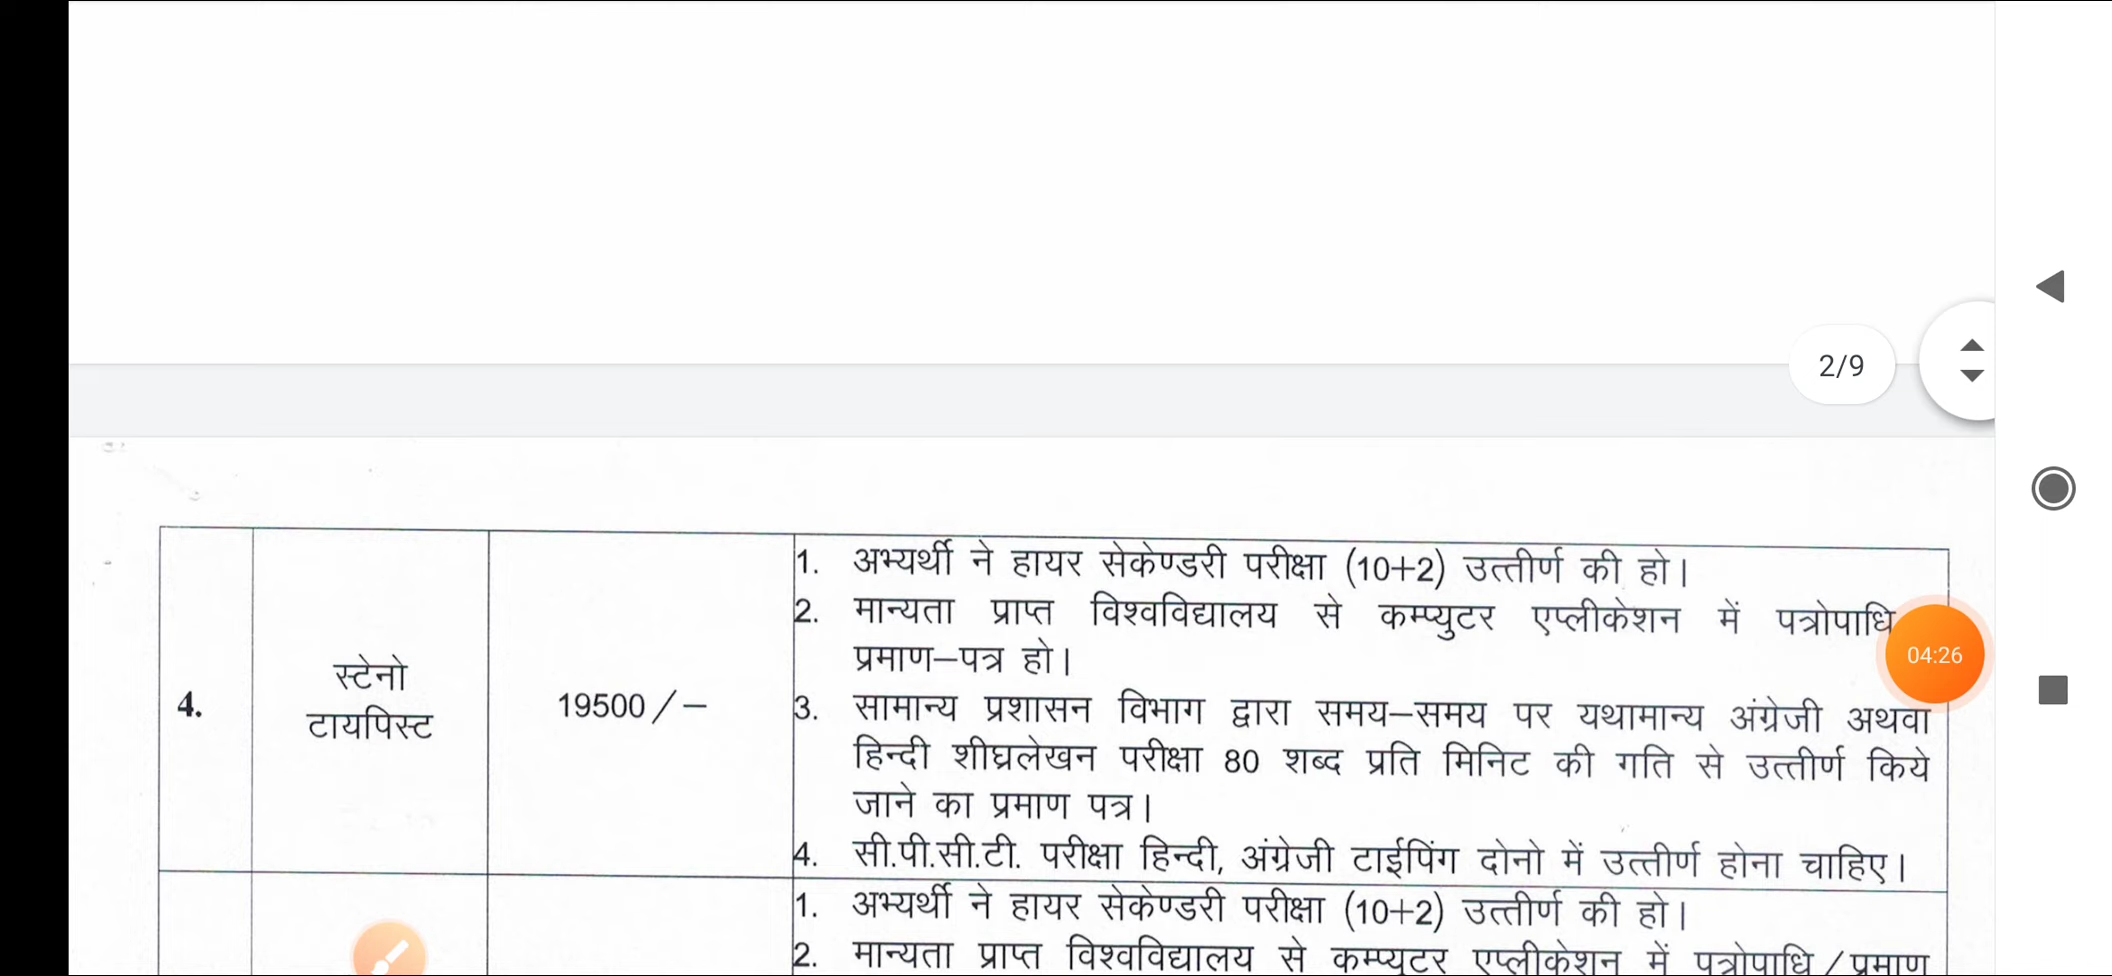 2/9
1. अभ्यर्थी ने हायर सेकेण्डरी परीक्षा (10+2) उत्तीर्ण की हो।
2. मान्यता प्राप्त विश्वविद्यालय से कम्प्युटर एप्लीकेशन में पत्रोपाधि
प्रमाण–पत्र हो।
04:26
4.
स्टेनो
टायपिस्ट
19500/–
3. सामान्य प्रशासन विभाग द्वारा समय–समय पर यथामान्य अंग्रेजी अथवा
हिन्दी शीघ्रलेखन परीक्षा 80 शब्द प्रति मिनिट की गति से उत्तीर्ण किये
जाने का प्रमाण पत्र।
4. सी.पी.सी.टी. परीक्षा हिन्दी, अंग्रेजी टाईपिंग दोनो में उत्तीर्ण होना चाहिए।
1. अभ्यर्थी ने हायर सेकेण्डरी परीक्षा (10+2) उत्तीर्ण की हो।
2. मान्यता प्राप्त विश्वविद्यालय से कम्प्युटर एप्लीकेशन में पत्रोपाधि/प्रमाण